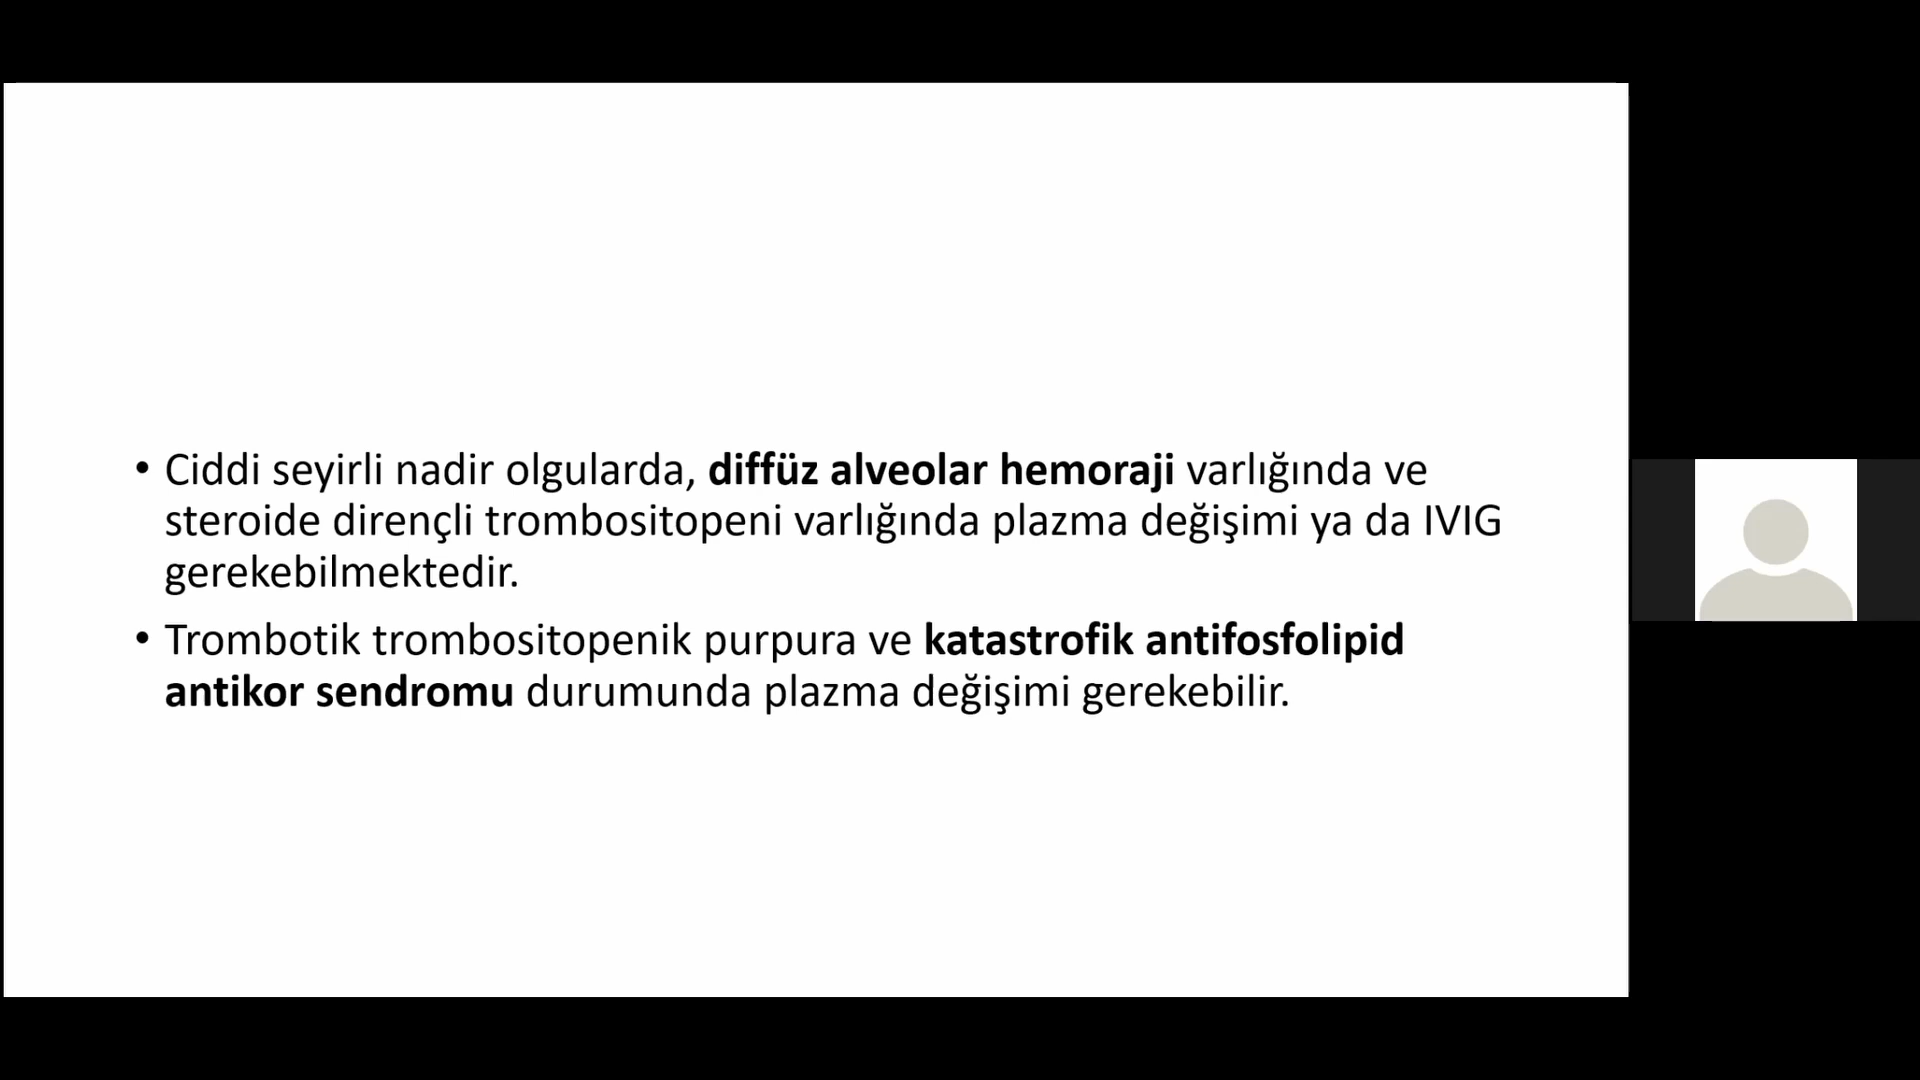 • Ciddi seyirli nadir olgularda, diffüz alveolar hemoraji varlığında ve
steroide dirençli trombositopeni varlığında plazma değişimi ya da IVIG
gerekebilmektedir.
• Trombotik trombositopenik purpura ve katastrofik antifosfolipid
antikor sendromu durumunda plazma değişimi gerekebilir.